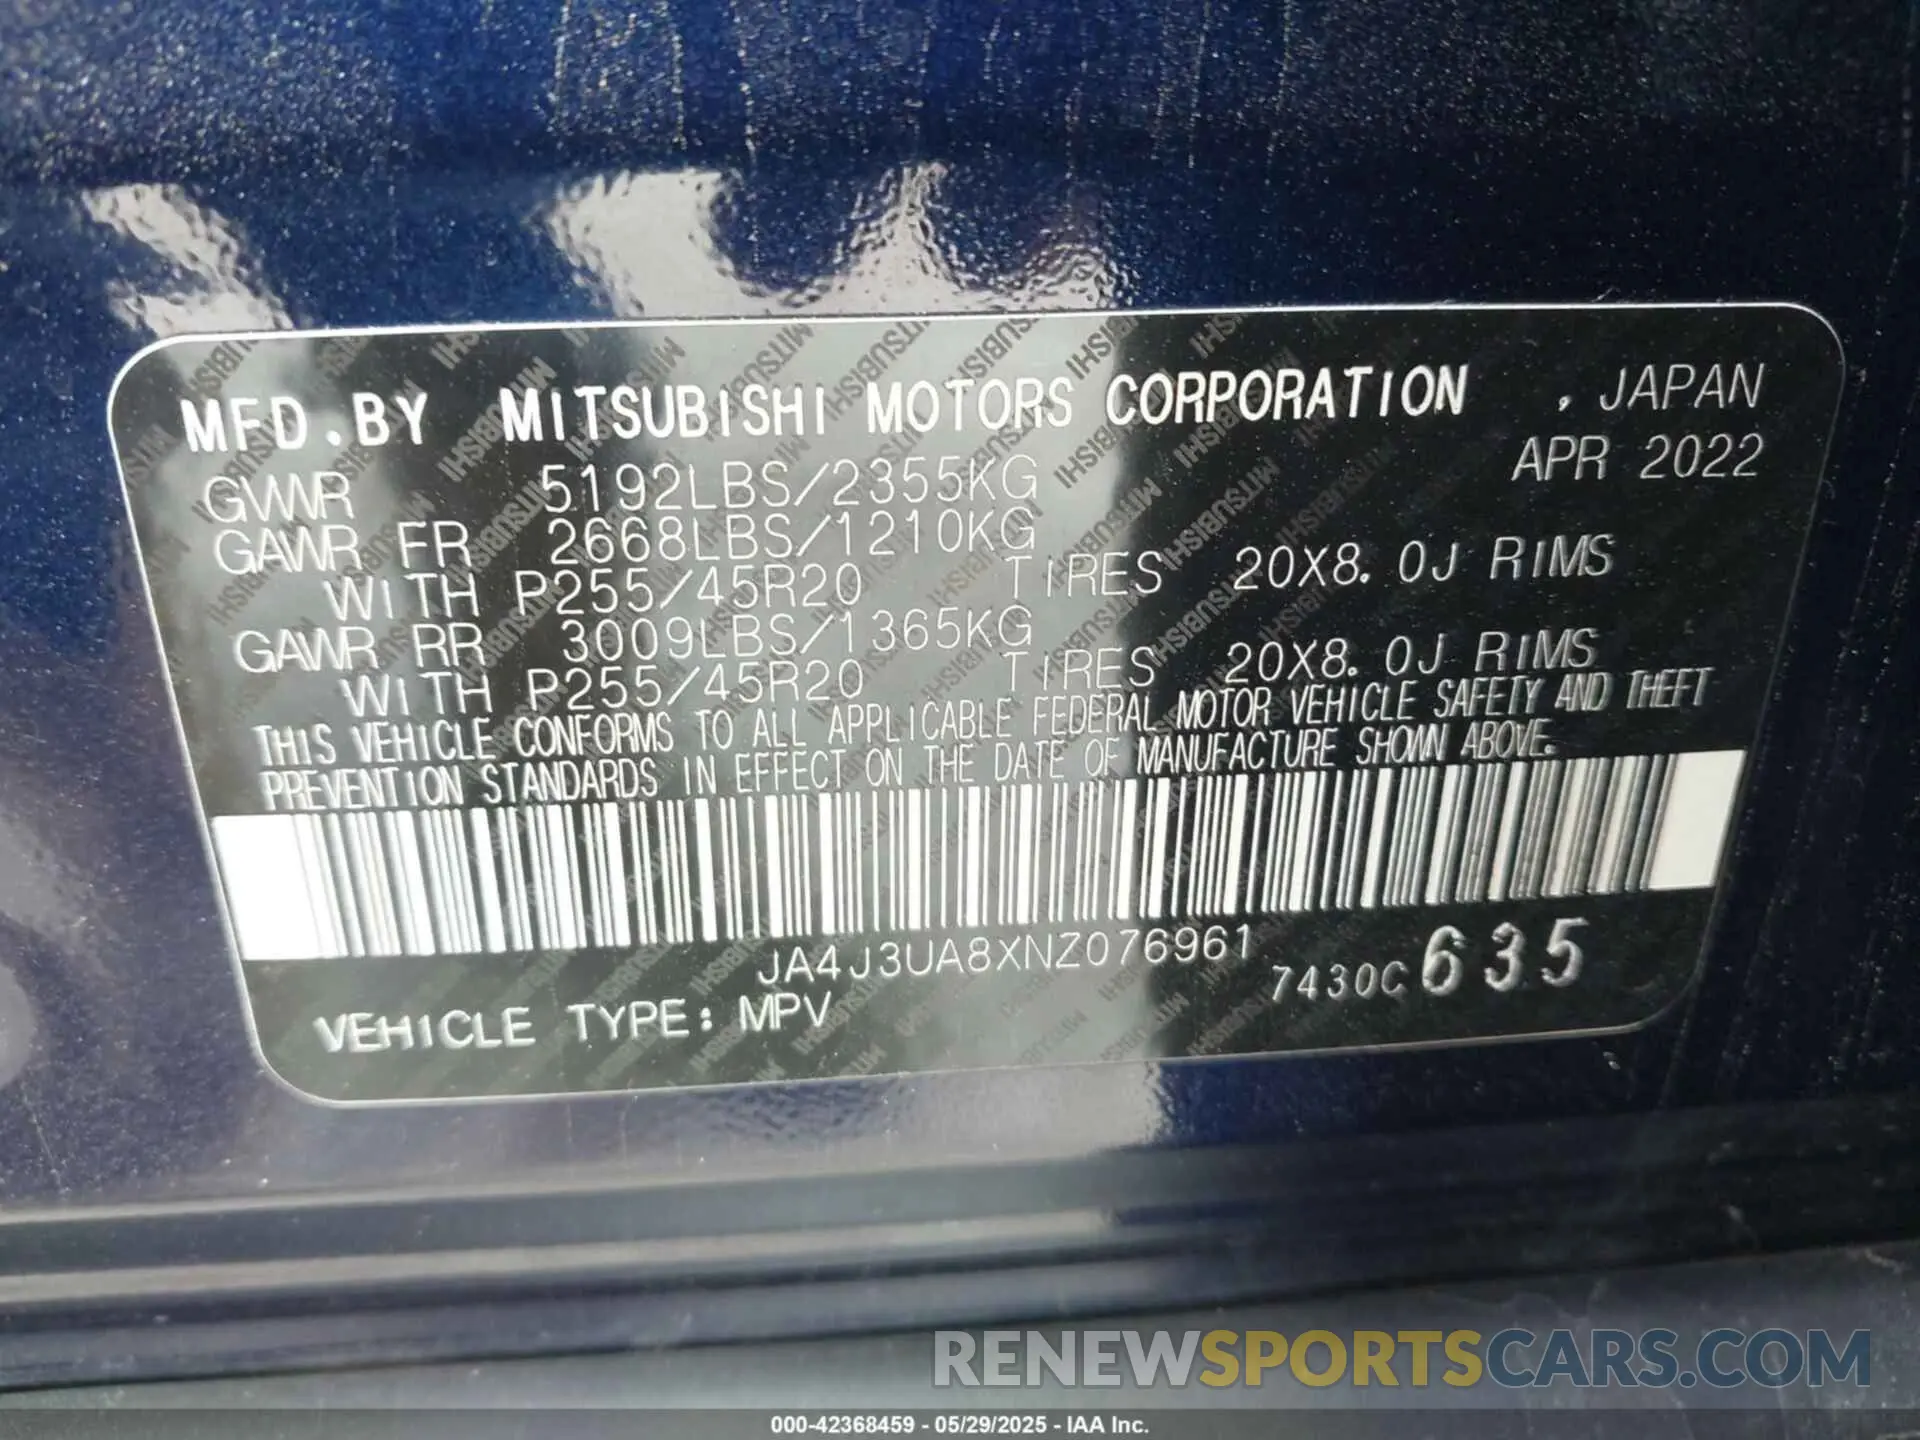 MFD.BY MITSUBISHI MOTORS CORPORATION , JAPAN
APR 2022
GVWR 5192LBS/2355KG
GAWR FR 2668LBS/1210KG
WITH P255/45R20 TIRES 20X8.0J RIMS
GAWR RR 3009LBS/1365KG
WITH P255/45R20 TIRES 20X8.0J RIMS
THIS VEHICLE CONFORMS TO ALL APPLICABLE FEDERAL MOTOR VEHICLE SAFETY AND THEFT
PREVENTION STANDARDS IN EFFECT ON THE DATE OF MANUFACTURE SHOWN ABOVE.
JA4J3UA8XNZ076961
7430C635
VEHICLE TYPE: MPV
RENEWSPORTSCARS.COM
000-42368459 - 05/29/2025 - IAA Inc.